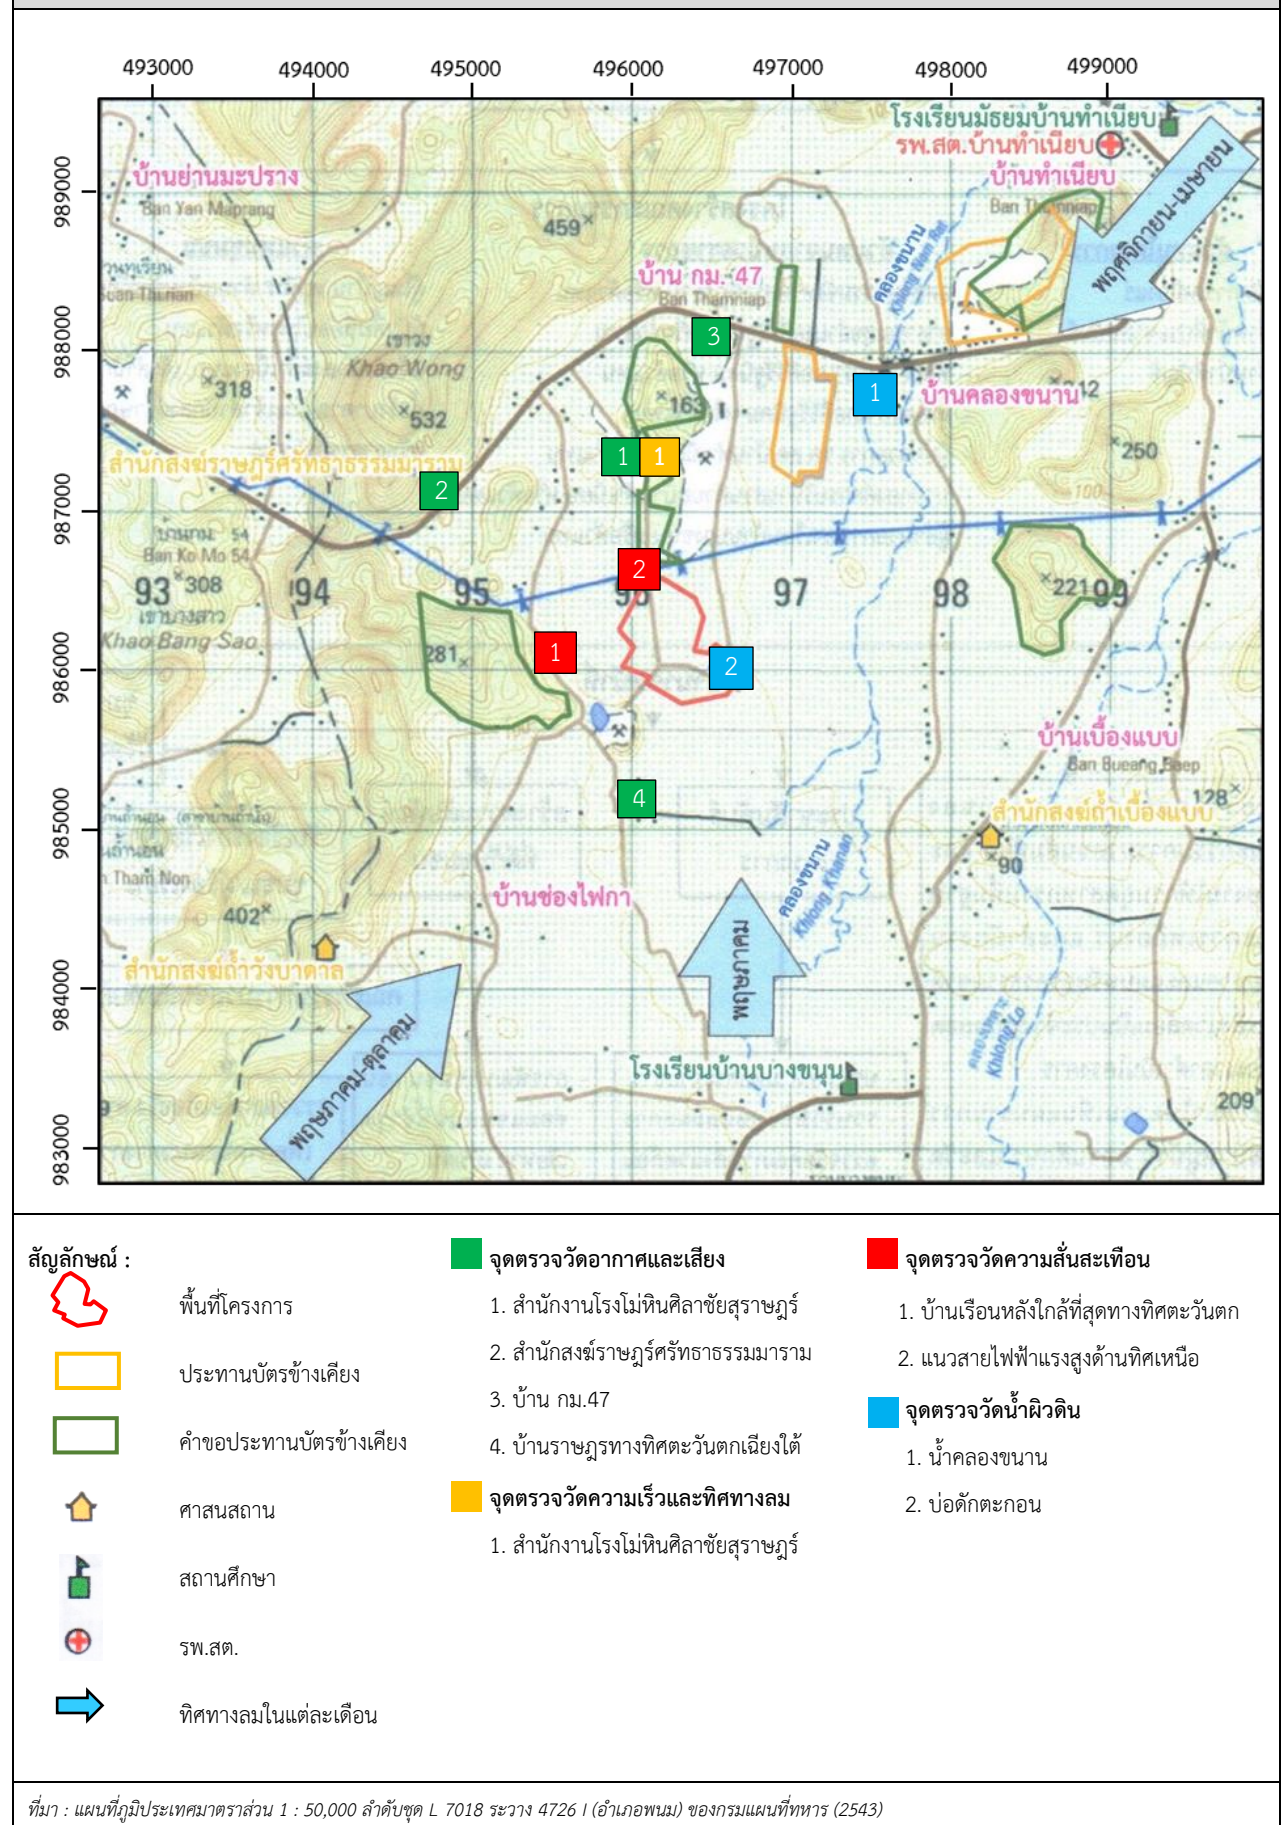 493000 494000 495000 496000 497000 498000 499000
989000
988000
987000
986000
985000
984000
983000
โรงเรียนมัธยมบ้านทำเนียบ
รพ.สต.บ้านทำเนียบ
บ้านทำเนียบ
Ban Thamniap
พฤศจิกายน-เมษายน
บ้านย่านมะปราง
Ban Yan Maprang
459
บ้าน กม. 47
Ban Thamniap
คลองขนาน
3
เขาวง
Khao Wong
318
532
163
1
บ้านคลองขนาน
250
100
สำนักสงฆ์ราษฎร์ศรัทธาธรรมมาราม
1
1
2
54
Ban Ko Mo 54
308
93
94
95
2
97
98
99
221
Khao Bang Sao
281
1
2
บ้านเบื้องแบบ
Ban Bueang Baep
128
4
สำนักสงฆ์ถ้ำเบื้องแบบ
90
Tham Non
402
บ้านช่องไฟกา
คลองขนาน
Khlong Khanan
พฤษภาคม
สำนักสงฆ์ถ้ำวังบาดาล
พฤษภาคม-ตุลาคม
Khlong Lo
โรงเรียนบ้านบางขนุน
209
สัญลักษณ์ :
พื้นที่โครงการ
ประทานบัตรข้างเคียง
คำขอประทานบัตรข้างเคียง
ศาสนสถาน
สถานศึกษา
รพ.สต.
ทิศทางลมในแต่ละเดือน
จุดตรวจวัดอากาศและเสียง
1. สำนักงานโรงโม่หินศิลาชัยสุราษฎร์
2. สำนักสงฆ์ราษฎร์ศรัทธาธรรมมาราม
3. บ้าน กม.47
4. บ้านราษฎรทางทิศตะวันตกเฉียงใต้
จุดตรวจวัดความเร็วและทิศทางลม
1. สำนักงานโรงโม่หินศิลาชัยสุราษฎร์
จุดตรวจวัดความสั่นสะเทือน
1. บ้านเรือนหลังใกล้ที่สุดทางทิศตะวันตก
2. แนวสายไฟฟ้าแรงสูงด้านทิศเหนือ
จุดตรวจวัดน้ำผิวดิน
1. น้ำคลองขนาน
2. บ่อดักตะกอน
ที่มา : แผนที่ภูมิประเทศมาตราส่วน 1 : 50,000 ลำดับชุด L 7018 ระวาง 4726 I (อำเภอพนม) ของกรมแผนที่ทหาร (2543)